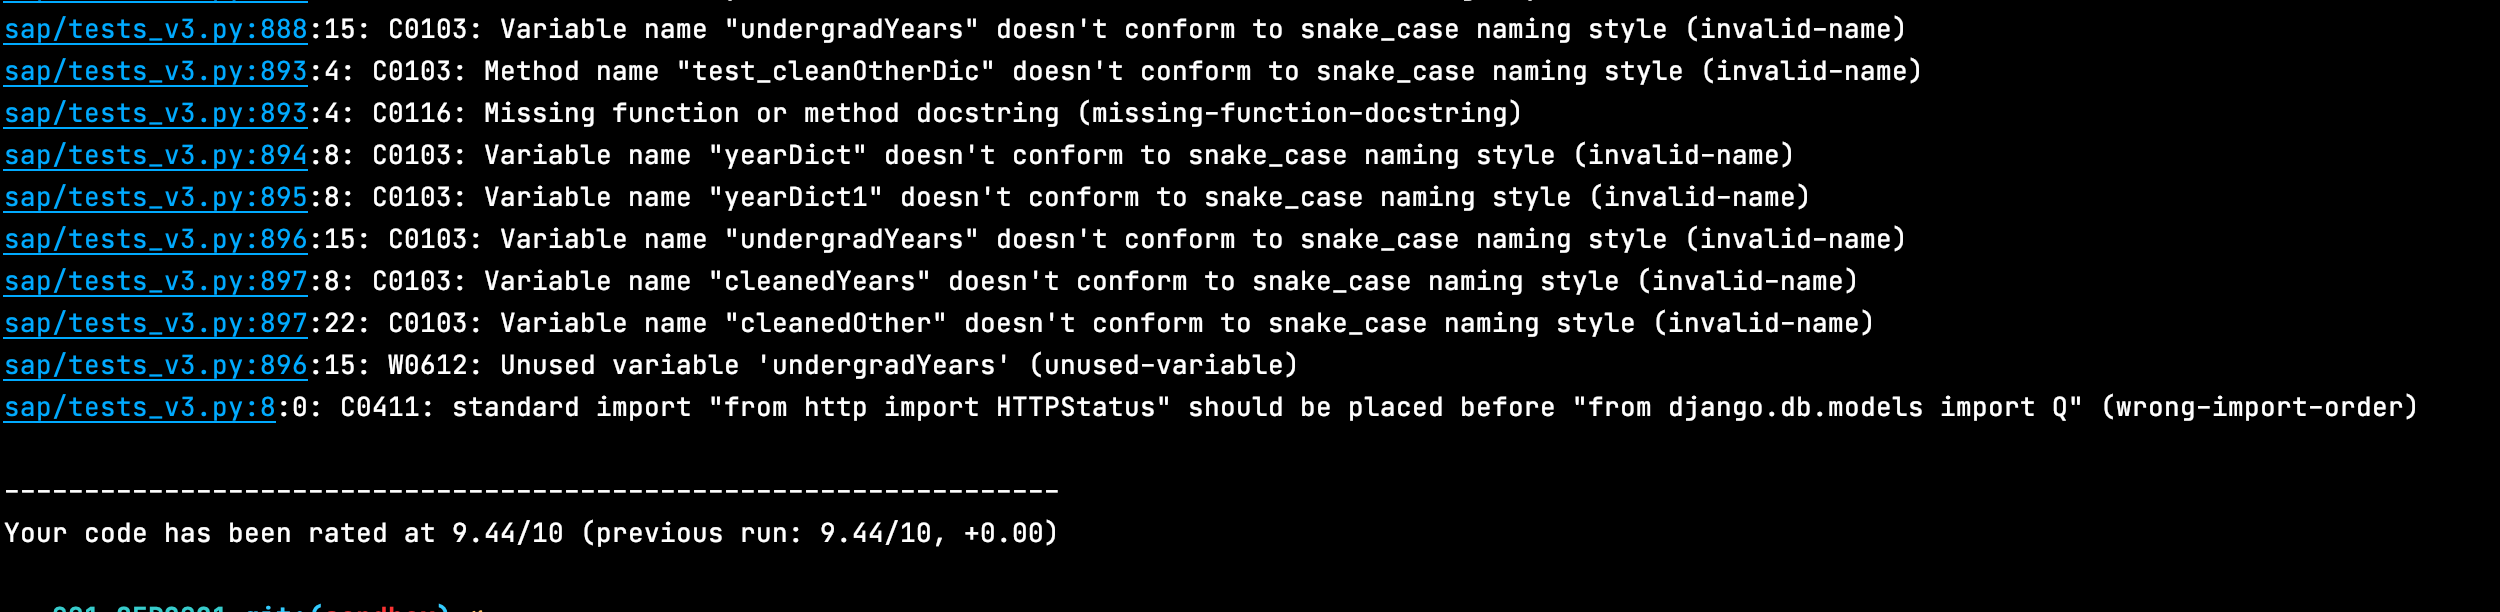 sap/tests_v3.py:888:15: C0103: Variable name "undergradYears" doesn't conform to snake_case naming style (invalid-name)
sap/tests_v3.py:893:4: C0103: Method name "test_cleanOtherDic" doesn't conform to snake_case naming style (invalid-name)
sap/tests_v3.py:893:4: C0116: Missing function or method docstring (missing-function-docstring)
sap/tests_v3.py:894:8: C0103: Variable name "yearDict" doesn't conform to snake_case naming style (invalid-name)
sap/tests_v3.py:895:8: C0103: Variable name "yearDict1" doesn't conform to snake_case naming style (invalid-name)
sap/tests_v3.py:896:15: C0103: Variable name "undergradYears" doesn't conform to snake_case naming style (invalid-name)
sap/tests_v3.py:897:8: C0103: Variable name "cleanedYears" doesn't conform to snake_case naming style (invalid-name)
sap/tests_v3.py:897:22: C0103: Variable name "cleanedOther" doesn't conform to snake_case naming style (invalid-name)
sap/tests_v3.py:896:15: W0612: Unused variable 'undergradYears' (unused-variable)
sap/tests_v3.py:8:0: C0411: standard import "from http import HTTPStatus" should be placed before "from django.db.models import Q" (wrong-import-order)
------------------------------------------------------------------
Your code has been rated at 9.44/10 (previous run: 9.44/10, +0.00)